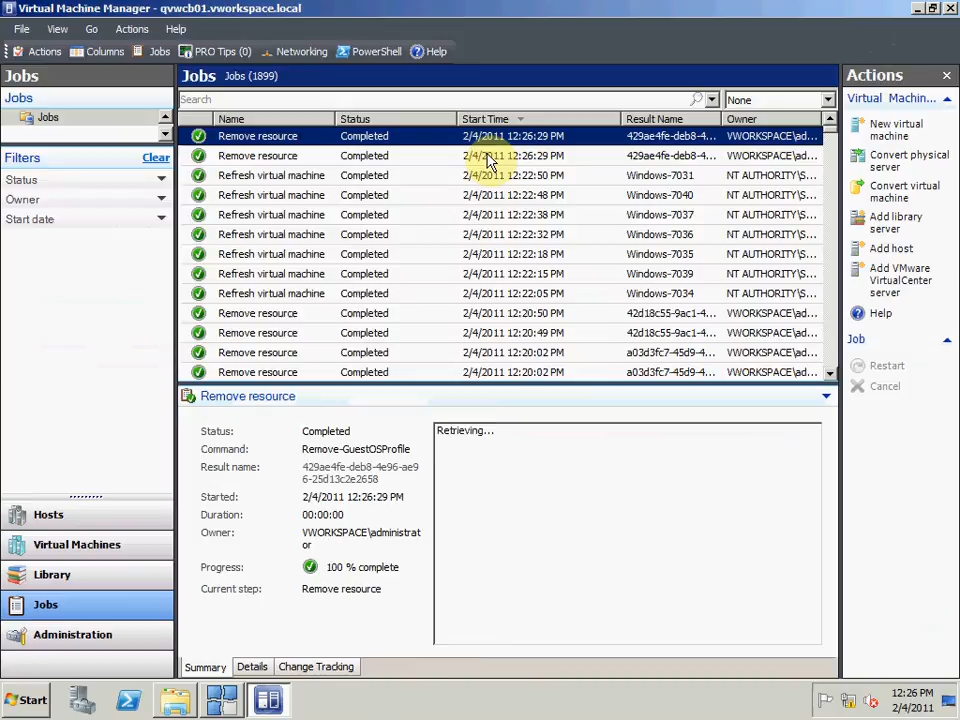 Virtual Machine Manager - qvwcb01.vworkspace.local
File View Go Actions Help
Actions Columns Jobs PRO Tips (0) Networking PowerShell Help
Jobs
Jobs
Jobs
Filters Clear
Status
Owner
Start date
Hosts
Virtual Machines
Library
Jobs
Administration
Jobs Jobs (1899)
Search None
Name Status Start Time Result Name Owner
Remove resource Completed 2/4/2011 12:26:29 PM 429ae4fe-deb8-4... VWORKSPACE\ad...
Remove resource Completed 2/4/2011 12:26:29 PM 429ae4fe-deb8-4... VWORKSPACE\ad...
Refresh virtual machine Completed 2/4/2011 12:22:50 PM Windows-7031 NT AUTHORITY\S...
Refresh virtual machine Completed 2/4/2011 12:22:48 PM Windows-7040 NT AUTHORITY\S...
Refresh virtual machine Completed 2/4/2011 12:22:38 PM Windows-7037 NT AUTHORITY\S...
Refresh virtual machine Completed 2/4/2011 12:22:32 PM Windows-7036 NT AUTHORITY\S...
Refresh virtual machine Completed 2/4/2011 12:22:18 PM Windows-7035 NT AUTHORITY\S...
Refresh virtual machine Completed 2/4/2011 12:22:15 PM Windows-7039 NT AUTHORITY\S...
Refresh virtual machine Completed 2/4/2011 12:22:05 PM Windows-7034 NT AUTHORITY\S...
Remove resource Completed 2/4/2011 12:20:50 PM 42d18c55-9ac1-4... VWORKSPACE\ad...
Remove resource Completed 2/4/2011 12:20:49 PM 42d18c55-9ac1-4... VWORKSPACE\ad...
Remove resource Completed 2/4/2011 12:20:02 PM a03d3fc7-45d9-4... VWORKSPACE\ad...
Remove resource Completed 2/4/2011 12:20:02 PM a03d3fc7-45d9-4... VWORKSPACE\ad...
Remove resource
Status: Completed
Command: Remove-GuestOSProfile
Result name: 429ae4fe-deb8-4e96-ae9
6-25d13c2e2658
Started: 2/4/2011 12:26:29 PM
Duration: 00:00:00
Owner: VWORKSPACE\administrat
or
Progress: 100 % complete
Current step: Remove resource
Retrieving...
Summary Details Change Tracking
Actions
Virtual Machin...
New virtual
machine
Convert physical
server
Convert virtual
machine
Add library
server
Add host
Add VMware
VirtualCenter
server
Help
Job
Restart
Cancel
Start
12:26 PM
2/4/2011